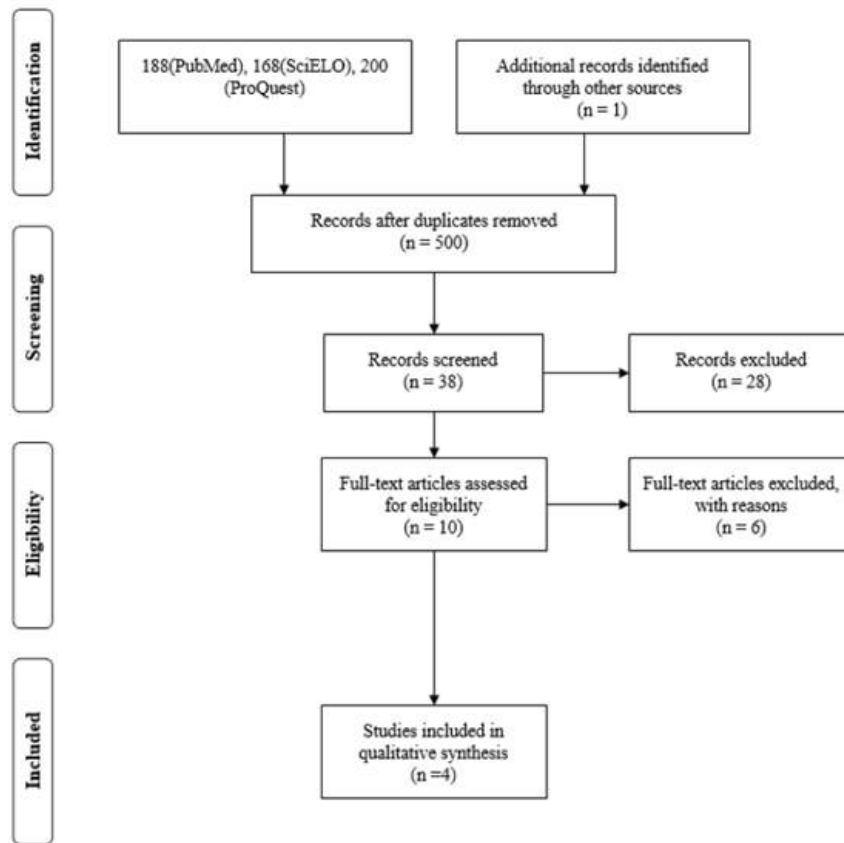 Identification
188(PubMed), 168(SciELO), 200
(ProQuest)
Additional records identified
through other sources
(n = 1)
Records after duplicates removed
(n = 500)
Screening
Records screened
(n = 38)
Records excluded
(n = 28)
Eligibility
Full-text articles assessed
for eligibility
(n = 10)
Full-text articles excluded,
with reasons
(n = 6)
Included
Studies included in
qualitative synthesis
(n =4)